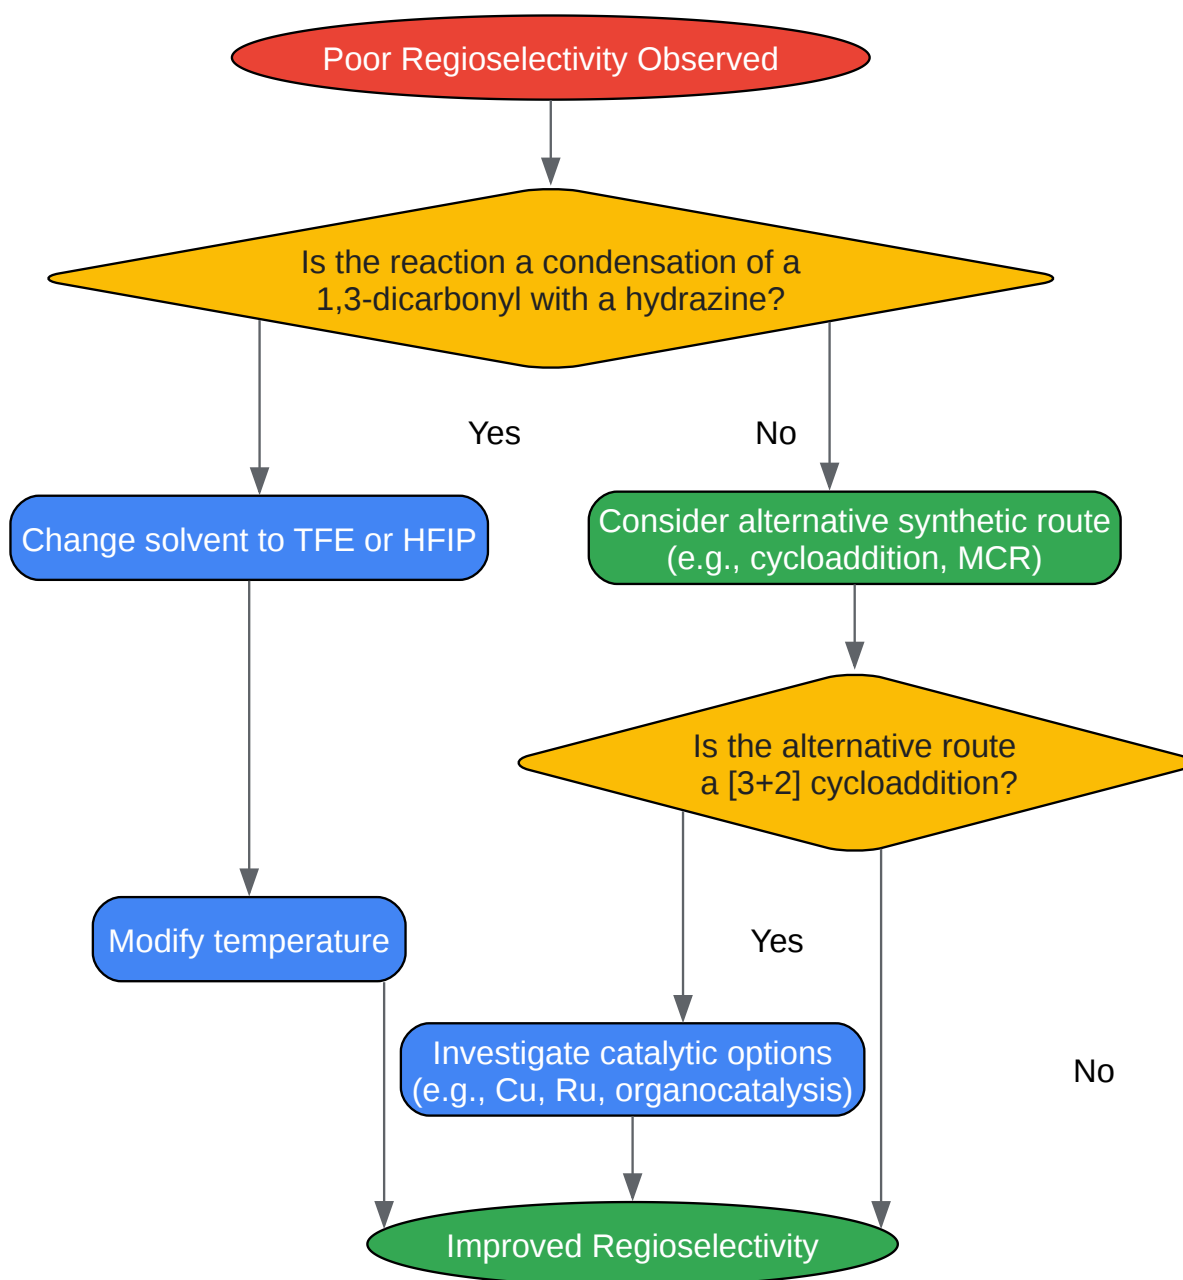 Poor Regioselectivity Observed
Is the reaction a condensation of a
1,3-dicarbonyl with a hydrazine?
Yes
No
Change solvent to TFE or HFIP
Consider alternative synthetic route
(e.g., cycloaddition, MCR)
Is the alternative route
a [3+2] cycloaddition?
Modify temperature
Yes
Investigate catalytic options
(e.g., Cu, Ru, organocatalysis)
No
Improved Regioselectivity